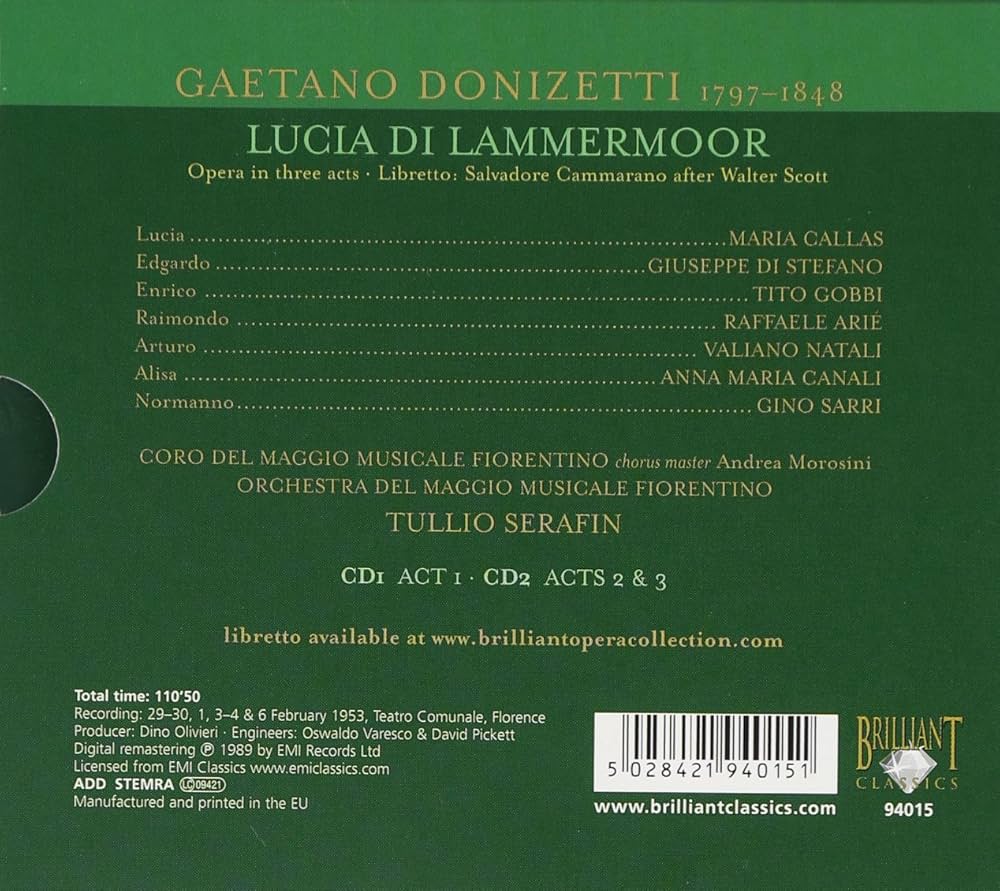 GAETANO DONIZETTI 1797–1848
LUCIA DI LAMMERMOOR
Opera in three acts · Libretto: Salvadore Cammarano after Walter Scott
Lucia ........ MARIA CALLAS
Edgardo ........ GIUSEPPE DI STEFANO
Enrico ........ TITO GOBBI
Raimondo ........ RAFFAELE ARIÉ
Arturo ........ VALIANO NATALI
Alisa ........ ANNA MARIA CANALI
Normanno ........ GINO SARRI
CORO DEL MAGGIO MUSICALE FIORENTINO chorus master Andrea Morosini
ORCHESTRA DEL MAGGIO MUSICALE FIORENTINO
TULLIO SERAFIN
CD1 ACT 1 · CD2 ACTS 2 & 3
libretto available at www.brilliantoperacollection.com
Total time: 110'50
Recording: 29–30, 1, 3–4 & 6 February 1953, Teatro Comunale, Florence
Producer: Dino Olivieri · Engineers: Oswaldo Varesco & David Pickett
Digital remastering ℗ 1989 by EMI Records Ltd
Licensed from EMI Classics www.emiclassics.com
ADD STEMRA LC 09421
Manufactured and printed in the EU
5 028421 940151
www.brilliantclassics.com
BRILLIANT
CLASSICS
94015